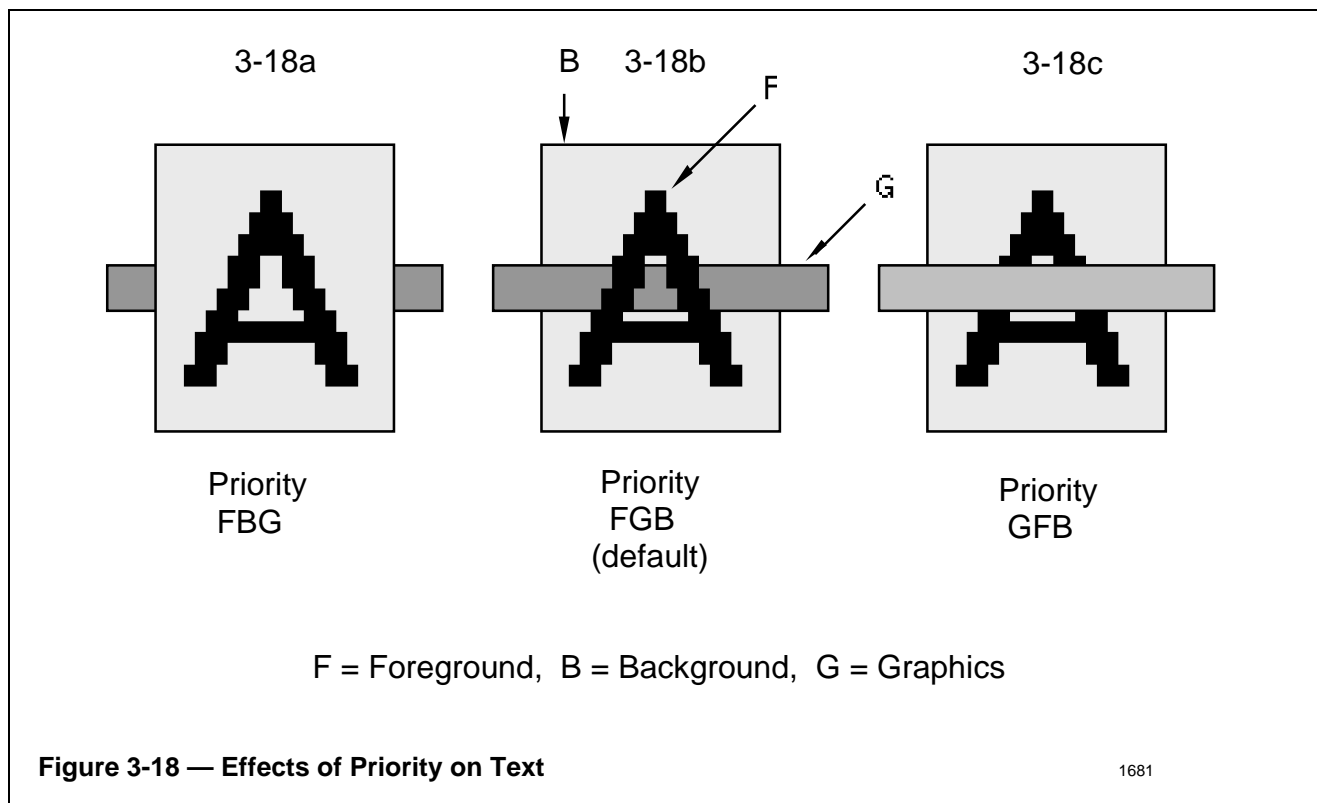 3-18a
B 3-18b
3-18c
F
G
A
A
A
Priority
FBG
Priority
FGB
(default)
Priority
GFB
F = Foreground, B = Background, G = Graphics
Figure 3-18 — Effects of Priority on Text
1681